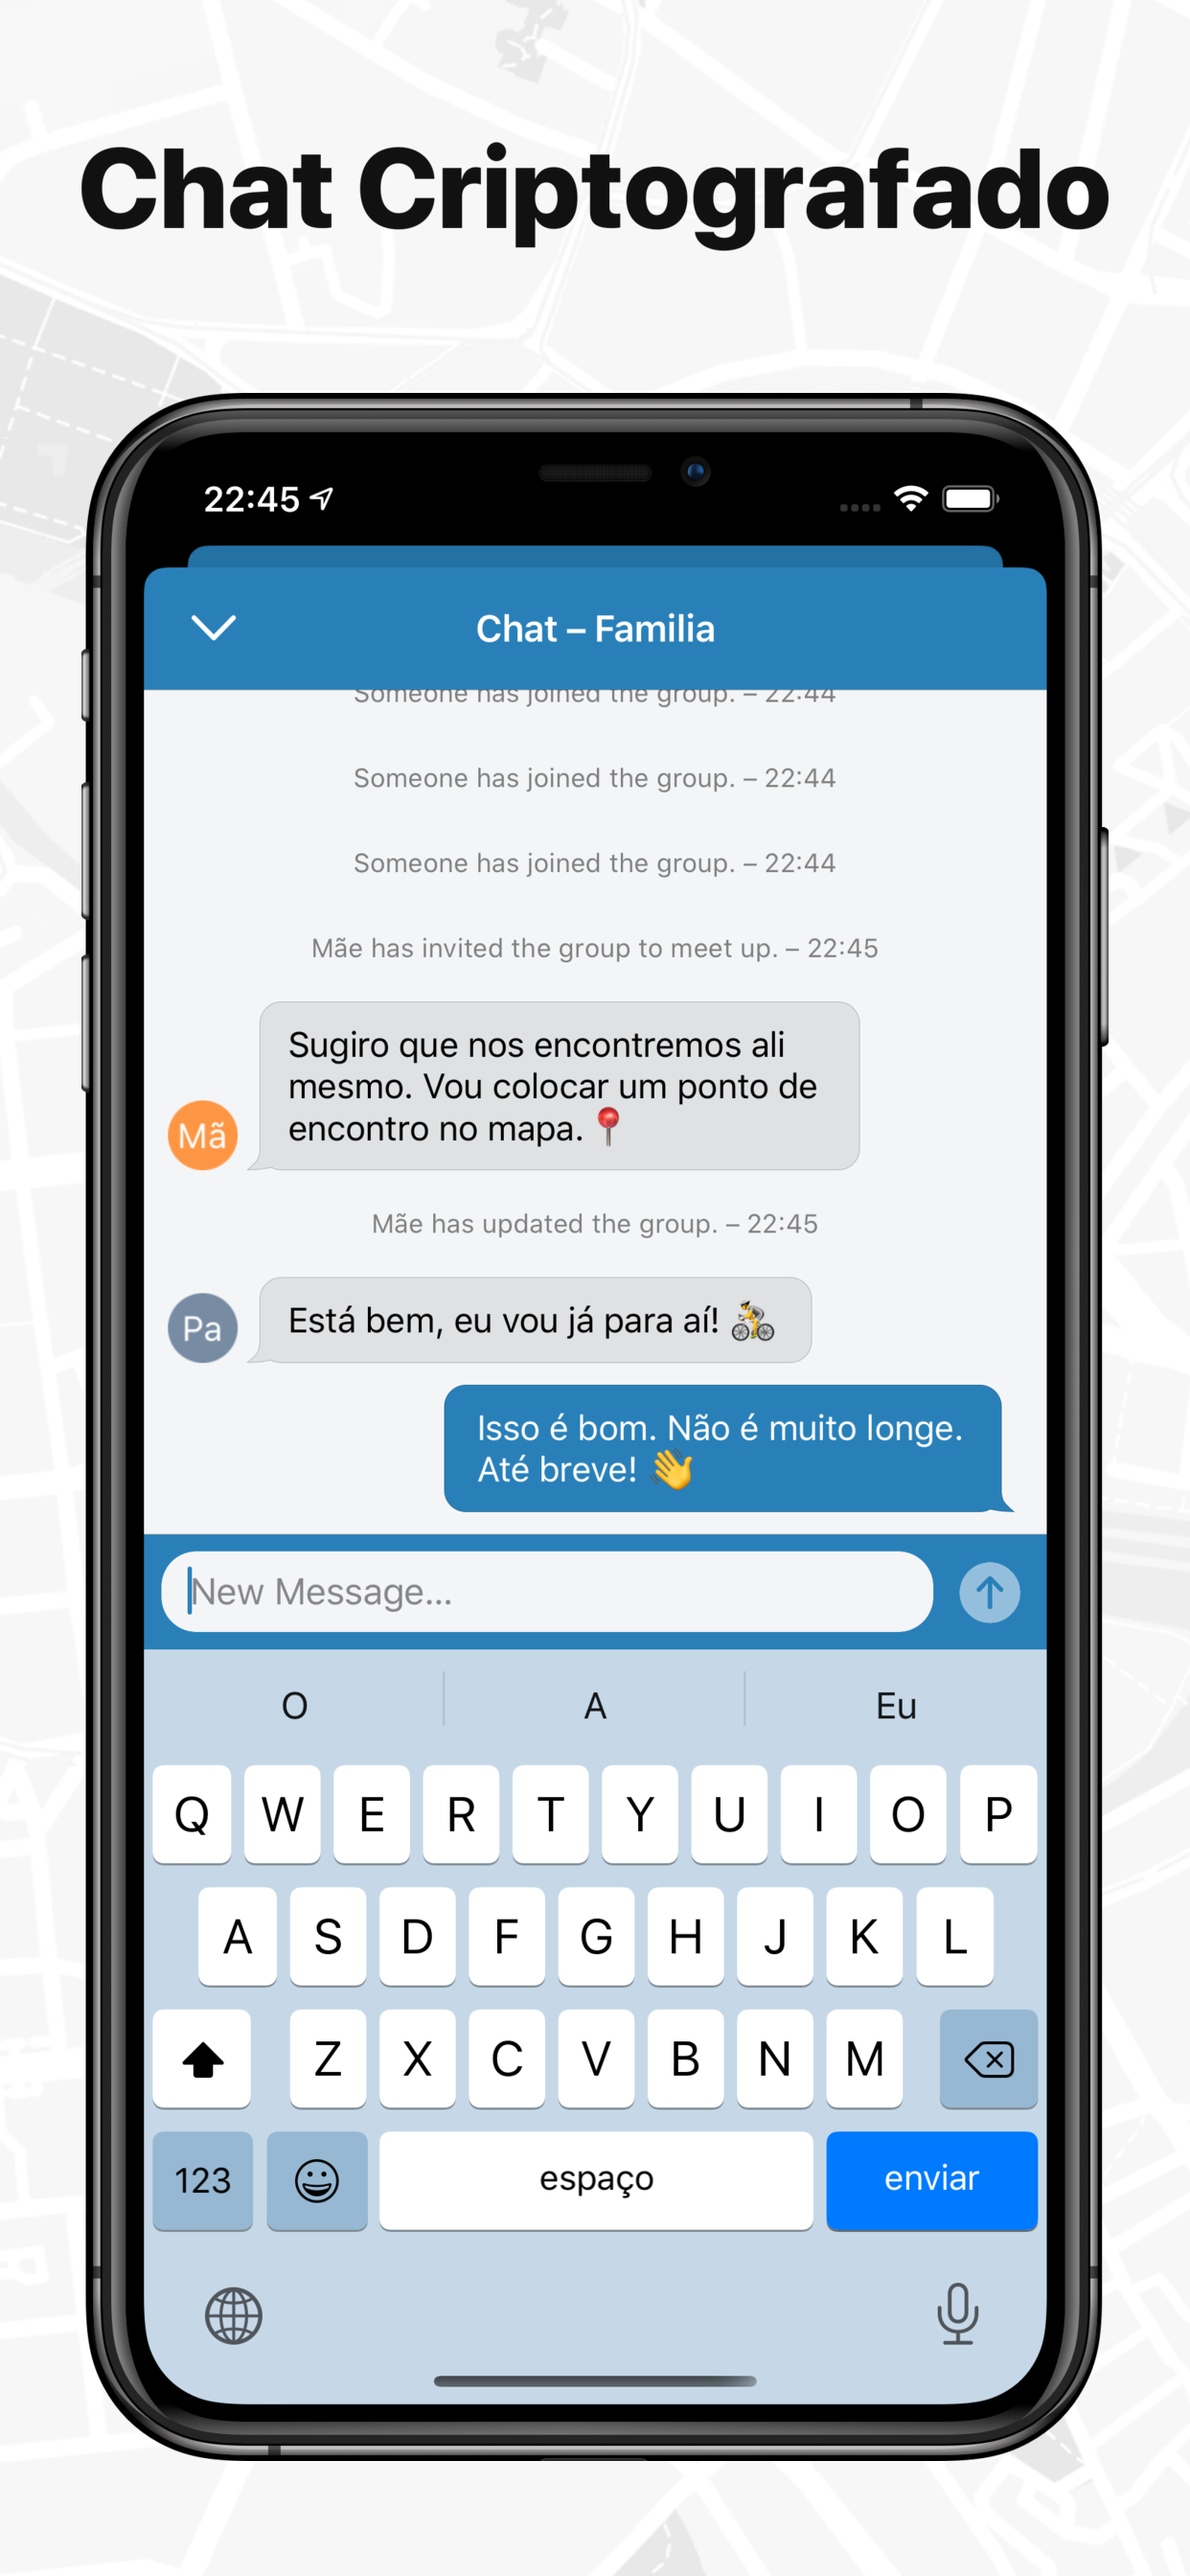 Chat Criptografado
22:45
Chat – Familia
Someone has joined the group. – 22:44
Someone has joined the group. – 22:44
Someone has joined the group. – 22:44
Mãe has invited the group to meet up. – 22:45
Sugiro que nos encontremos ali
mesmo. Vou colocar um ponto de
encontro no mapa. 📍
Mã
Mãe has updated the group. – 22:45
Pa
Está bem, eu vou já para aí! 🚴
Isso é bom. Não é muito longe.
Até breve! 👋
New Message...
O A Eu
Q W E R T Y U I O P
A S D F G H J K L
Z X C V B N M
123 espaço enviar